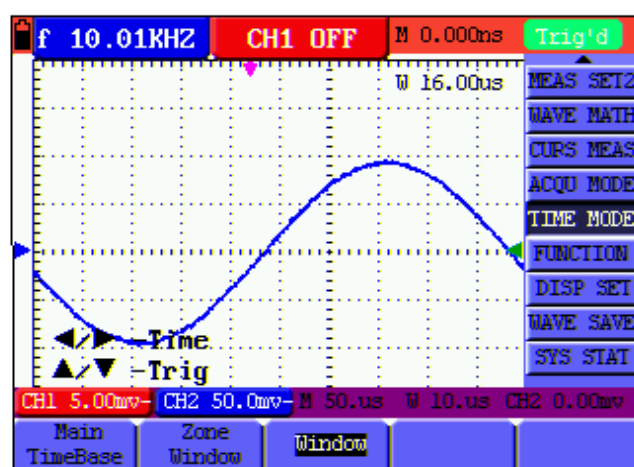 f 10.01KHZ CH1 OFF M 0.000ns Trig'd
W 16.00us
MEAS SET2
WAVE MATH
CURS MEAS
ACQU MODE
TIME MODE
FUNCTION
DISP SET
WAVE SAVE
SYS STAT
◀/▶ -Time
▲/▼ -Trig
CH1 5.00mv- CH2 50.0mv- M 50.us W 10.us CH2 0.00mv
Main TimeBase
Zone Window
Window